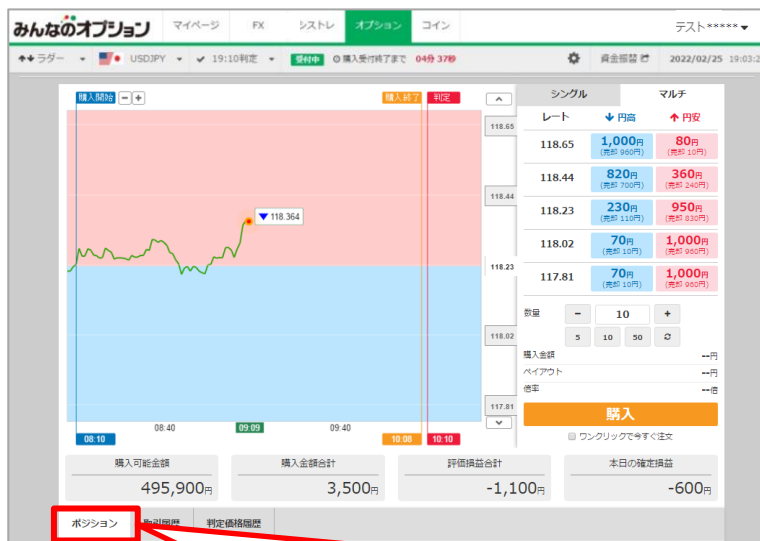 みんなのオプション マイページ FX シストレ オプション コイン テスト*****
ラダー USDJPY 19:10判定 受付中 購入受付終了まで 04分 37秒 資金振替 2022/02/25 19:03:2
購入開始 購入終了 判定
シングル マルチ
レート 円高 円安
118.65 1,000円 (売却 960円) 80円 (売却 10円)
118.44 820円 (売却 700円) 360円 (売却 240円)
118.23 230円 (売却 110円) 950円 (売却 830円)
118.02 70円 (売却 10円) 1,000円 (売却 960円)
117.81 70円 (売却 10円) 1,000円 (売却 960円)
118.65
118.44
118.364
118.23
118.02
117.81
数量 - 10 +
5 10 50
購入金額 --円
ペイアウト --円
倍率 --倍
購入
ワンクリックで今すぐ注文
08:40 09:09 09:40
08:10 10:08 10:10
購入可能金額 購入金額合計 評価損益合計 本日の確定損益
495,900円 3,500円 -1,100円 -600円
ポジション 取引履歴 判定価格履歴